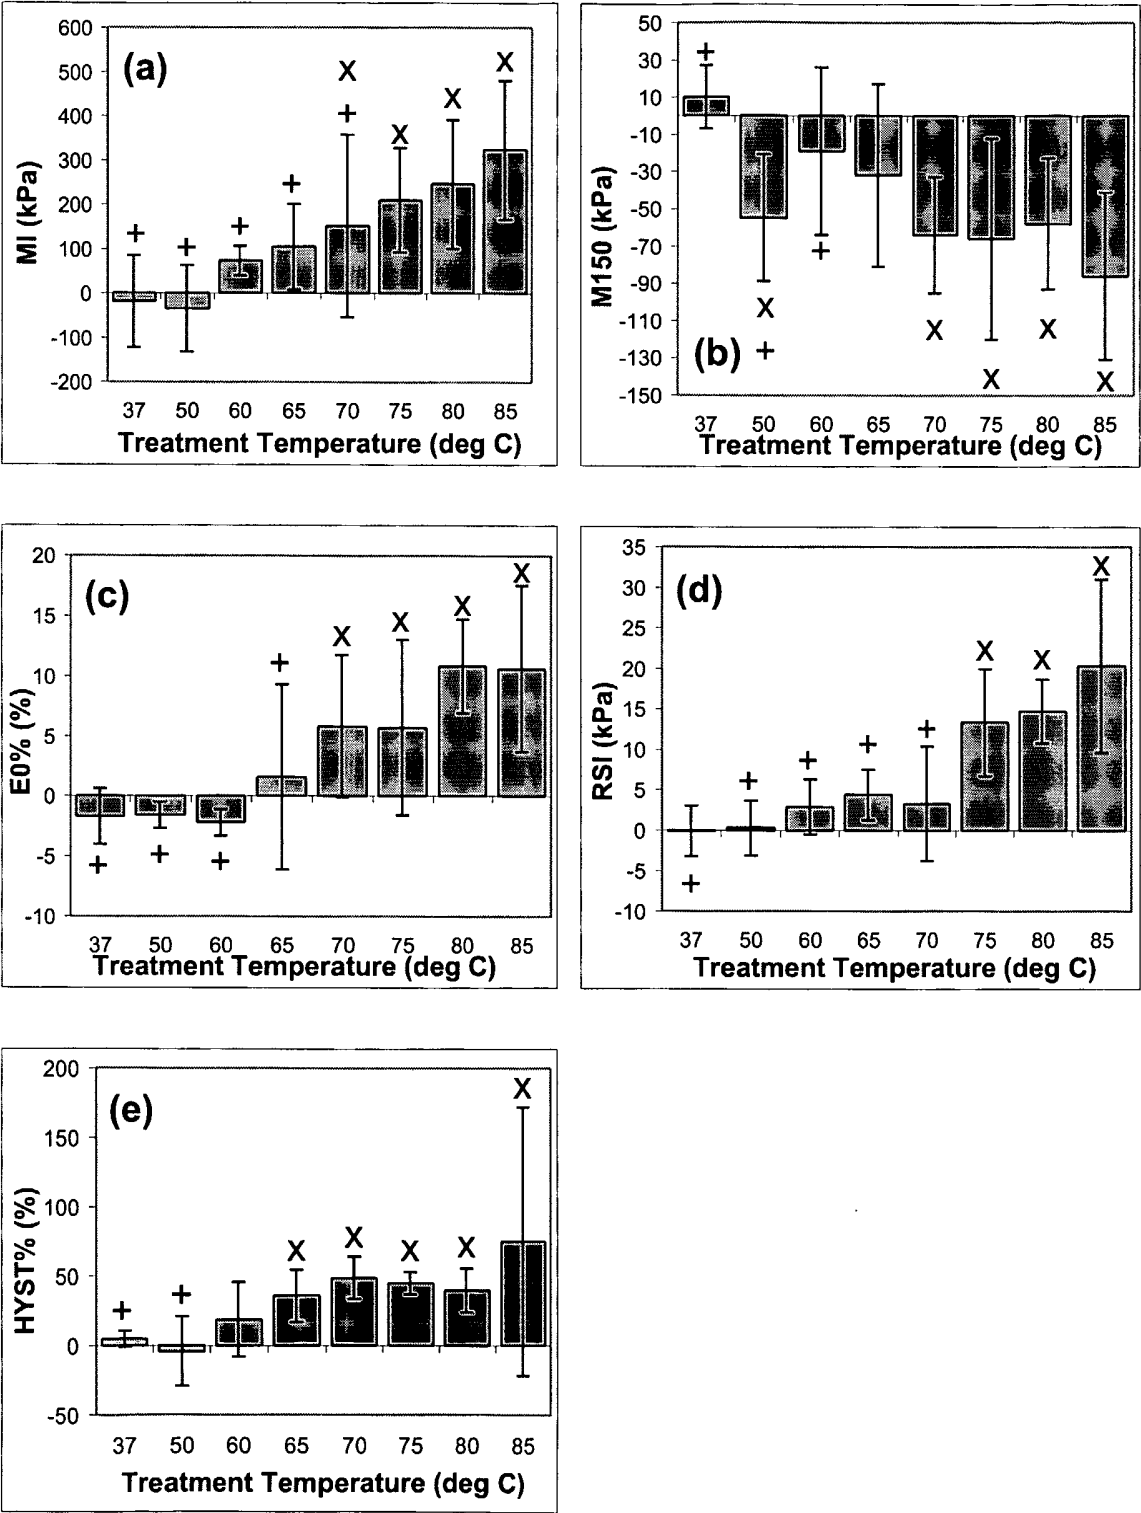 (a)
MI (kPa)
600
500
400
300
200
100
0
-100
-200
+ + + + X + X X X
37 50 60 65 70 75 80 85
Treatment Temperature (deg C)
(b)
M150 (kPa)
50
30
10
-10
-30
-50
-70
-90
-110
-130
-150
+ X + + X X X X
37 50 60 65 70 75 80 85
Treatment Temperature (deg C)
(c)
E0% (%)
20
15
10
5
0
-5
-10
+ + + + X X X X
37 50 60 65 70 75 80 85
Treatment Temperature (deg C)
(d)
RSI (kPa)
35
30
25
20
15
10
5
0
-5
-10
+ + + + + X X X
37 50 60 65 70 75 80 85
Treatment Temperature (deg C)
(e)
HYST% (%)
200
150
100
50
0
-50
+ + X X X X X
37 50 60 65 70 75 80 85
Treatment Temperature (deg C)